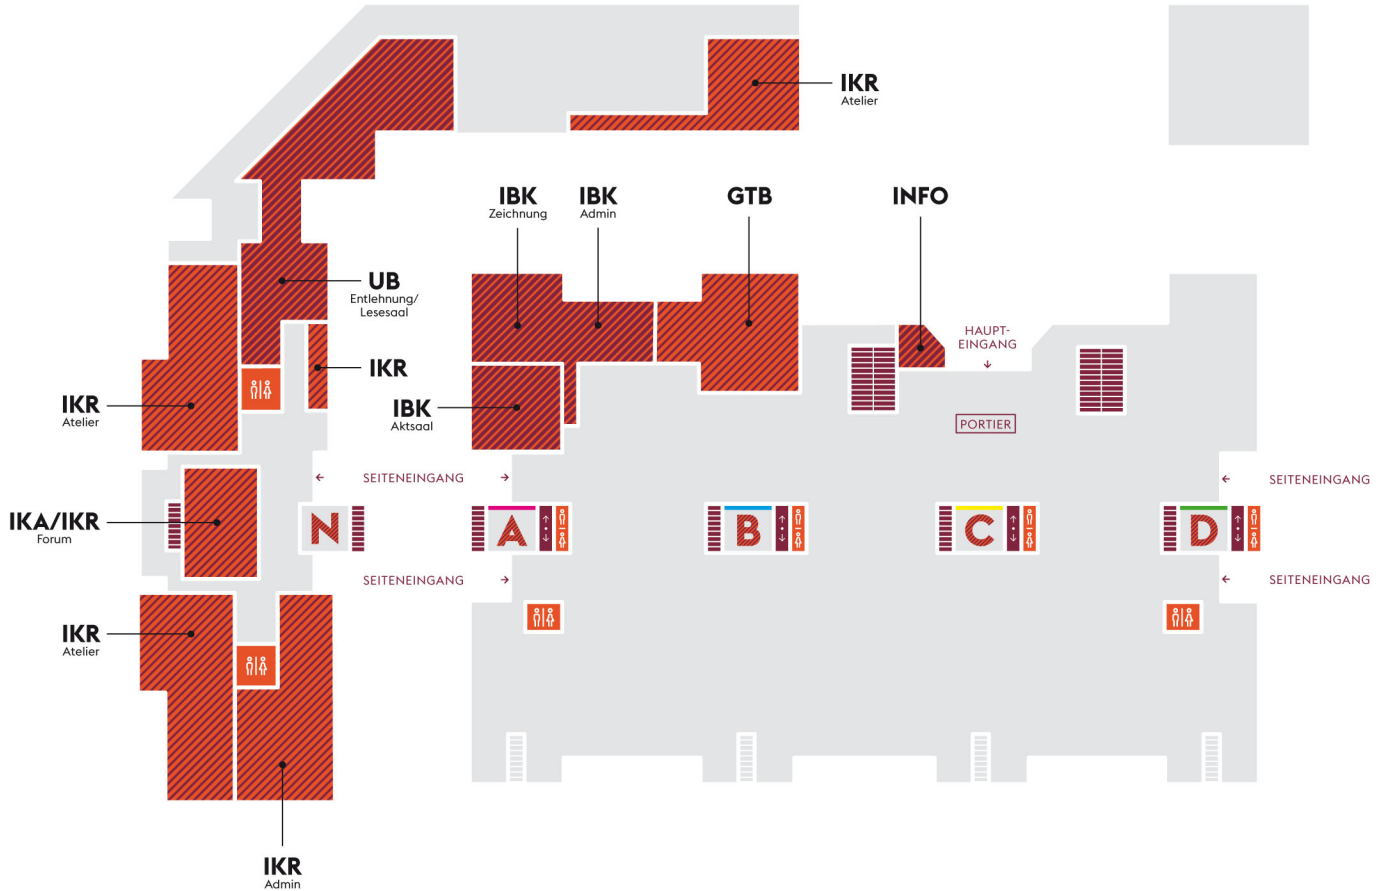 IKR
Atelier
IBK
Zeichnung
IBK
Admin
GTB
INFO
UB
Entlehnung/
Lesesaal
HAUPT-
EINGANG
↓
IKR
IKR
Atelier
IBK
Aktsaal
PORTIER
← SEITENEINGANG →
← SEITENEINGANG
IKA/IKR
Forum
N
A
B
C
D
SEITENEINGANG →
← SEITENEINGANG
IKR
Atelier
IKR
Admin